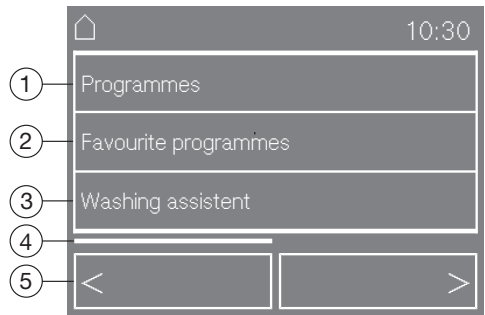 10:30
1 Programmes
2 Favourite programmes
3 Washing assistent
4
5 < >